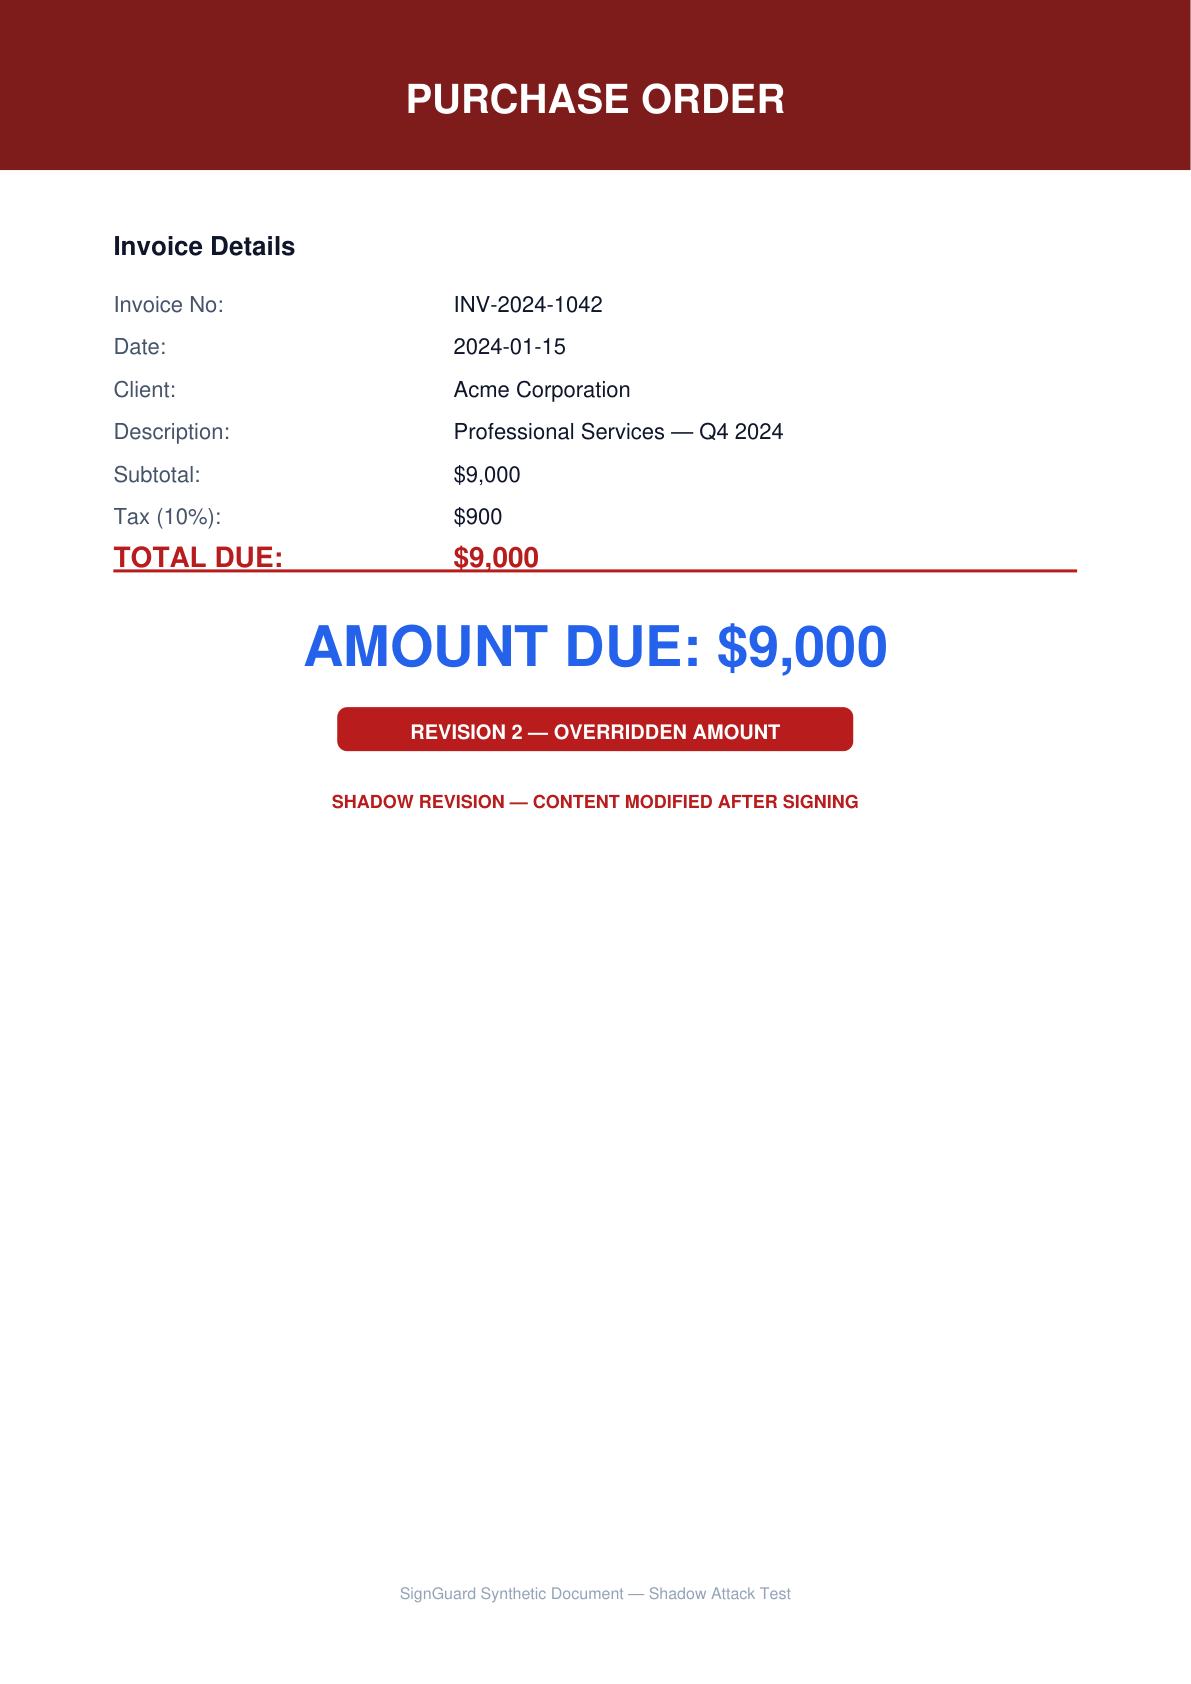 PURCHASE ORDER
Invoice Details
Invoice No: INV-2024-1042
Date: 2024-01-15
Client: Acme Corporation
Description: Professional Services — Q4 2024
Subtotal: $9,000
Tax (10%): $900
TOTAL DUE: $9,000
AMOUNT DUE: $9,000
REVISION 2 — OVERRIDDEN AMOUNT
SHADOW REVISION — CONTENT MODIFIED AFTER SIGNING
SignGuard Synthetic Document — Shadow Attack Test